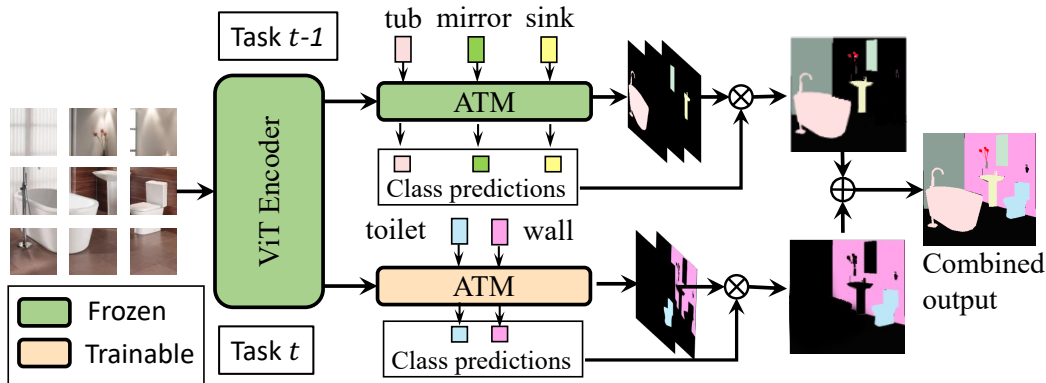 Task t-1
tub mirror sink
ViT Encoder
ATM
Class predictions
toilet wall
ATM
Class predictions
Task t
Frozen
Trainable
Combined
output